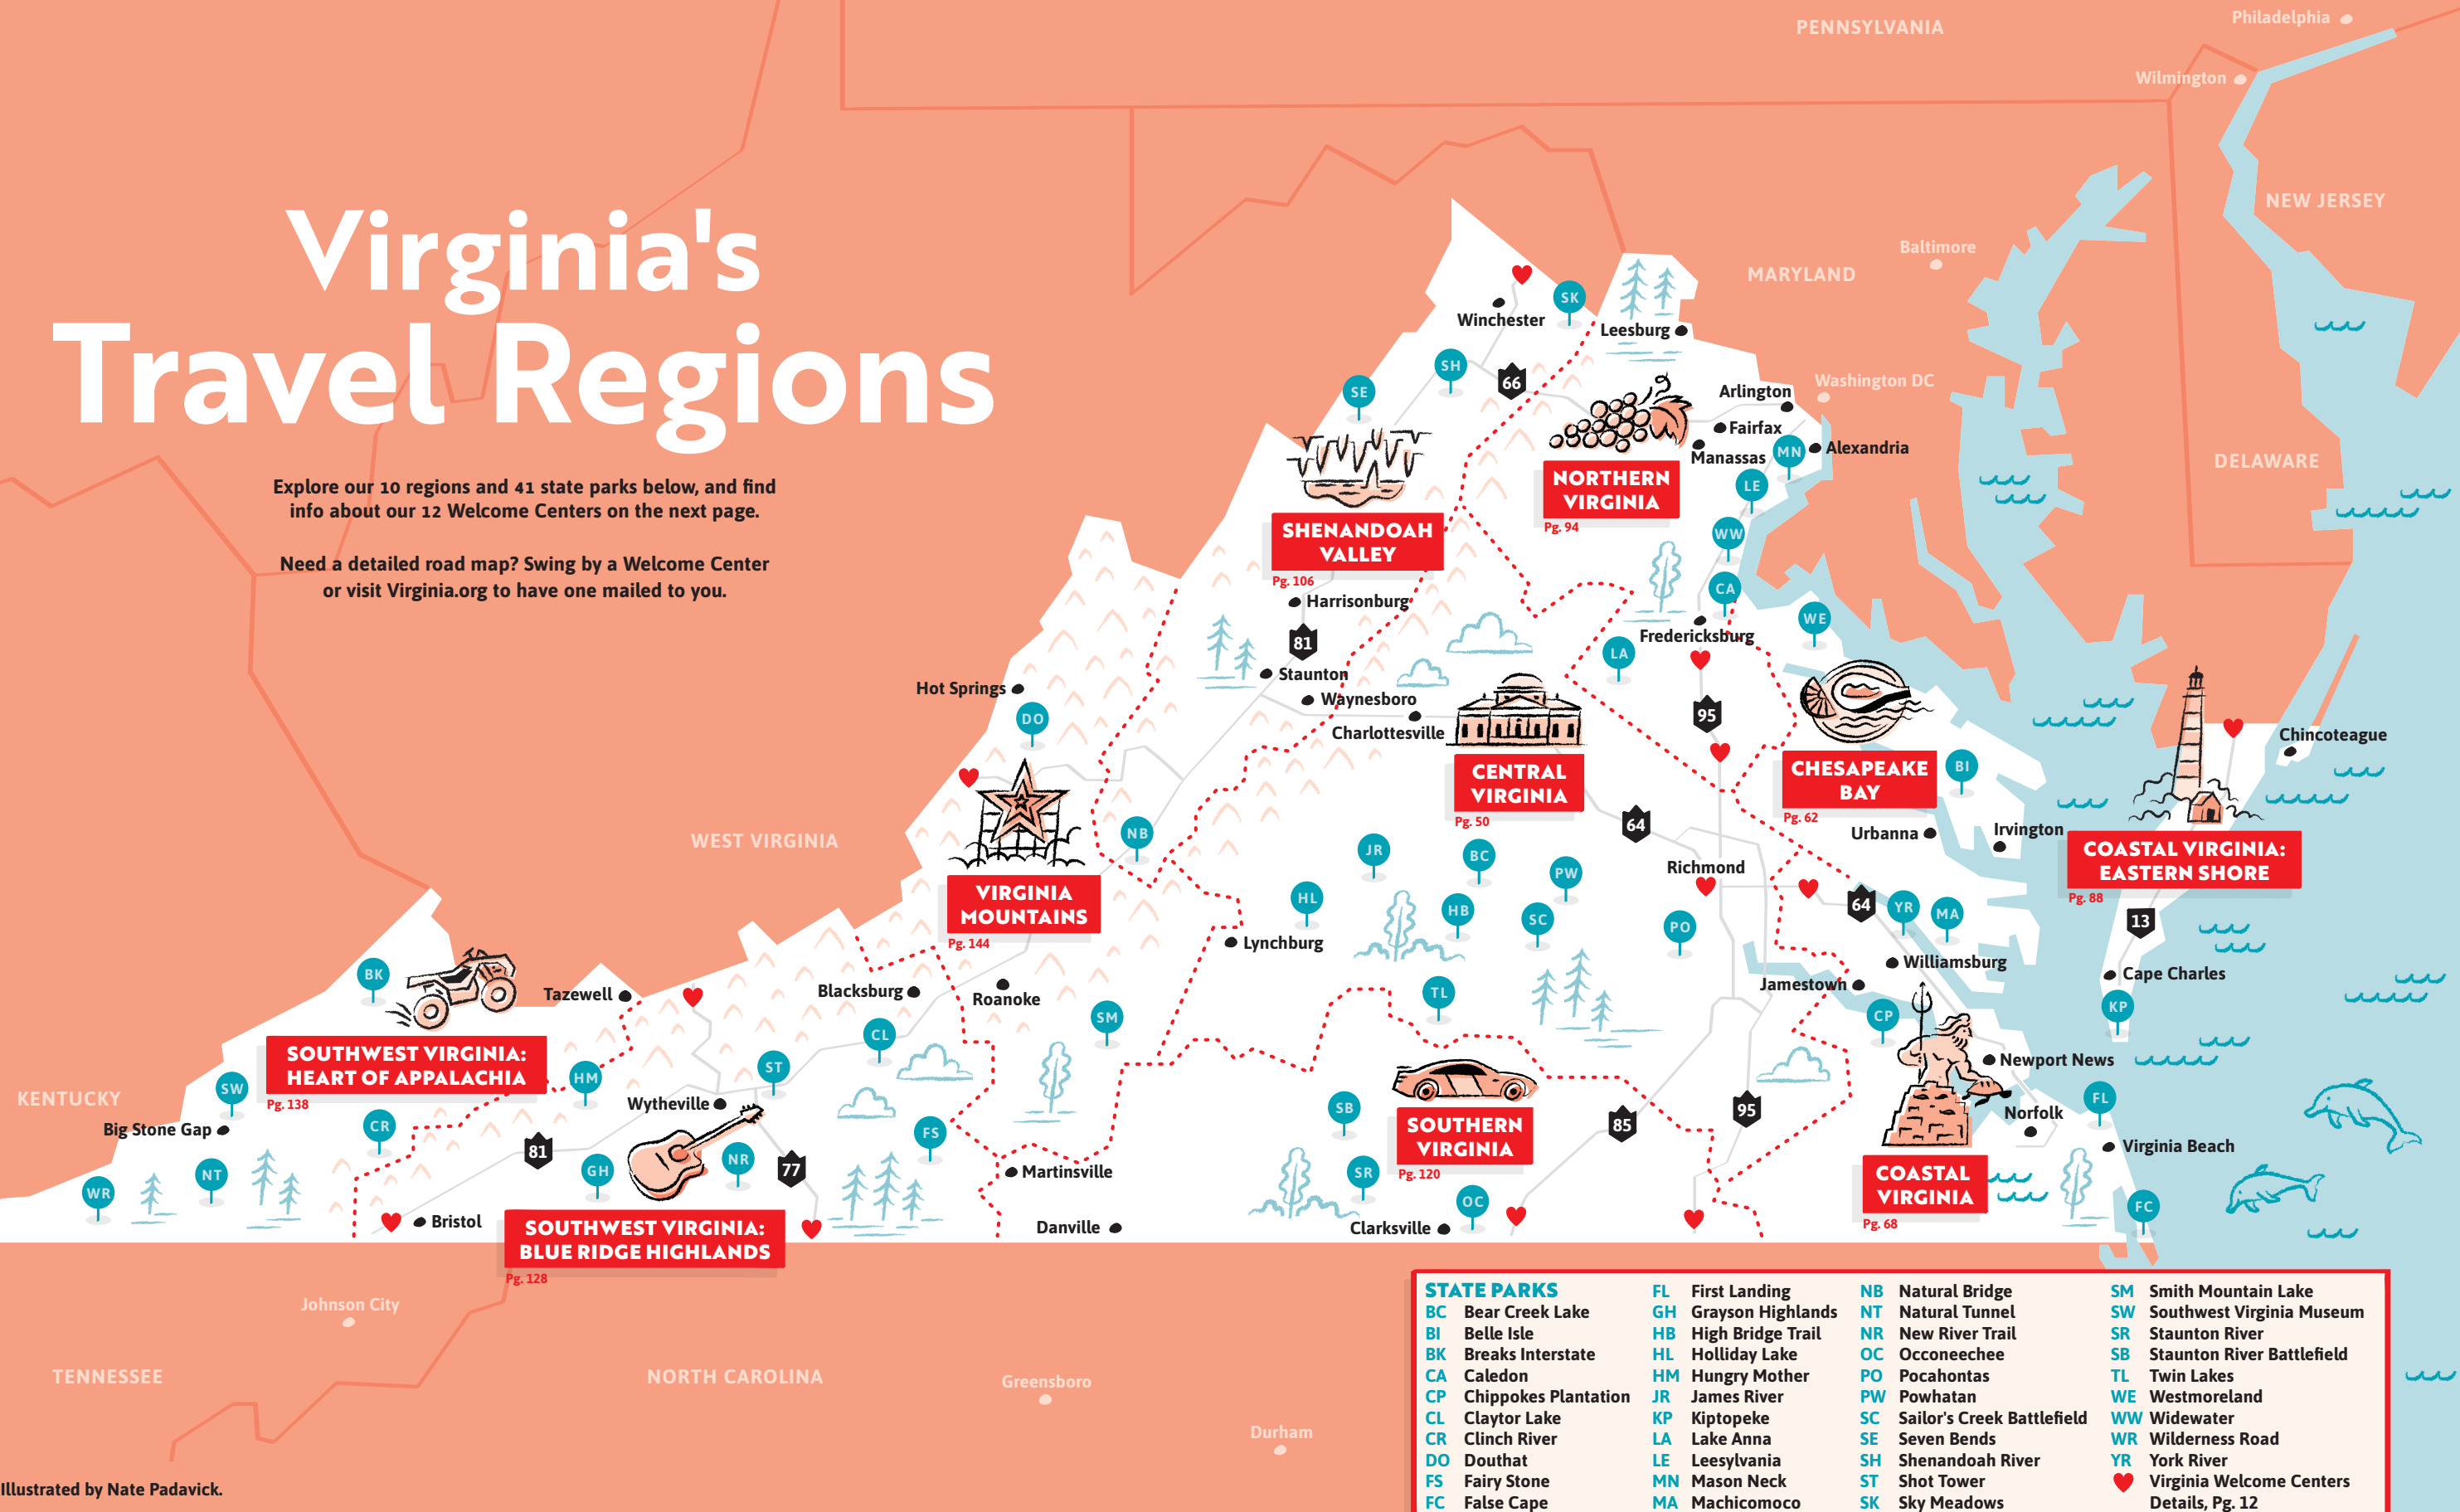 Virginia's
Travel Regions
Explore our 10 regions and 41 state parks below, and find
info about our 12 Welcome Centers on the next page.
Need a detailed road map? Swing by a Welcome Center
or visit Virginia.org to have one mailed to you.
PENNSYLVANIA
Philadelphia
Wilmington
NEW JERSEY
Baltimore
MARYLAND
Washington DC
DELAWARE
WEST VIRGINIA
KENTUCKY
TENNESSEE
NORTH CAROLINA
Johnson City
Greensboro
Durham
Winchester
SK
Leesburg
SH
66
SE
Arlington
Fairfax
Manassas
MN
Alexandria
LE
NORTHERN
VIRGINIA
Pg. 94
SHENANDOAH
VALLEY
Pg. 106
WW
CA
WE
Harrisonburg
Fredericksburg
81
LA
Staunton
Waynesboro
Charlottesville
95
Hot Springs
DO
CENTRAL
VIRGINIA
Pg. 50
CHESAPEAKE
BAY
Pg. 62
BI
Chincoteague
Urbanna
Irvington
COASTAL VIRGINIA:
EASTERN SHORE
Pg. 88
13
64
NB
JR
BC
PW
Richmond
VIRGINIA
MOUNTAINS
Pg. 144
HL
HB
SC
PO
64
YR
MA
Lynchburg
Williamsburg
Jamestown
Cape Charles
KP
BK
Tazewell
Blacksburg
Roanoke
SM
TL
CP
CL
SOUTHWEST VIRGINIA:
HEART OF APPALACHIA
Pg. 138
HM
ST
Newport News
SW
Big Stone Gap
CR
Wytheville
SB
SOUTHERN
VIRGINIA
Pg. 120
85
95
Norfolk
FL
Virginia Beach
FS
81
NT
WR
GH
NR
77
Martinsville
SR
OC
COASTAL
VIRGINIA
Pg. 68
FC
Bristol
SOUTHWEST VIRGINIA:
BLUE RIDGE HIGHLANDS
Pg. 128
Danville
Clarksville
STATE PARKS
BC Bear Creek Lake
BI Belle Isle
BK Breaks Interstate
CA Caledon
CP Chippokes Plantation
CL Claytor Lake
CR Clinch River
DO Douthat
FS Fairy Stone
FC False Cape
FL First Landing
GH Grayson Highlands
HB High Bridge Trail
HL Holliday Lake
HM Hungry Mother
JR James River
KP Kiptopeke
LA Lake Anna
LE Leesylvania
MN Mason Neck
MA Machicomoco
NB Natural Bridge
NT Natural Tunnel
NR New River Trail
OC Occoneechee
PO Pocahontas
PW Powhatan
SC Sailor's Creek Battlefield
SE Seven Bends
SH Shenandoah River
ST Shot Tower
SK Sky Meadows
SM Smith Mountain Lake
SW Southwest Virginia Museum
SR Staunton River
SB Staunton River Battlefield
TL Twin Lakes
WE Westmoreland
WW Widewater
WR Wilderness Road
YR York River
Virginia Welcome Centers
Details, Pg. 12
Illustrated by Nate Padavick.